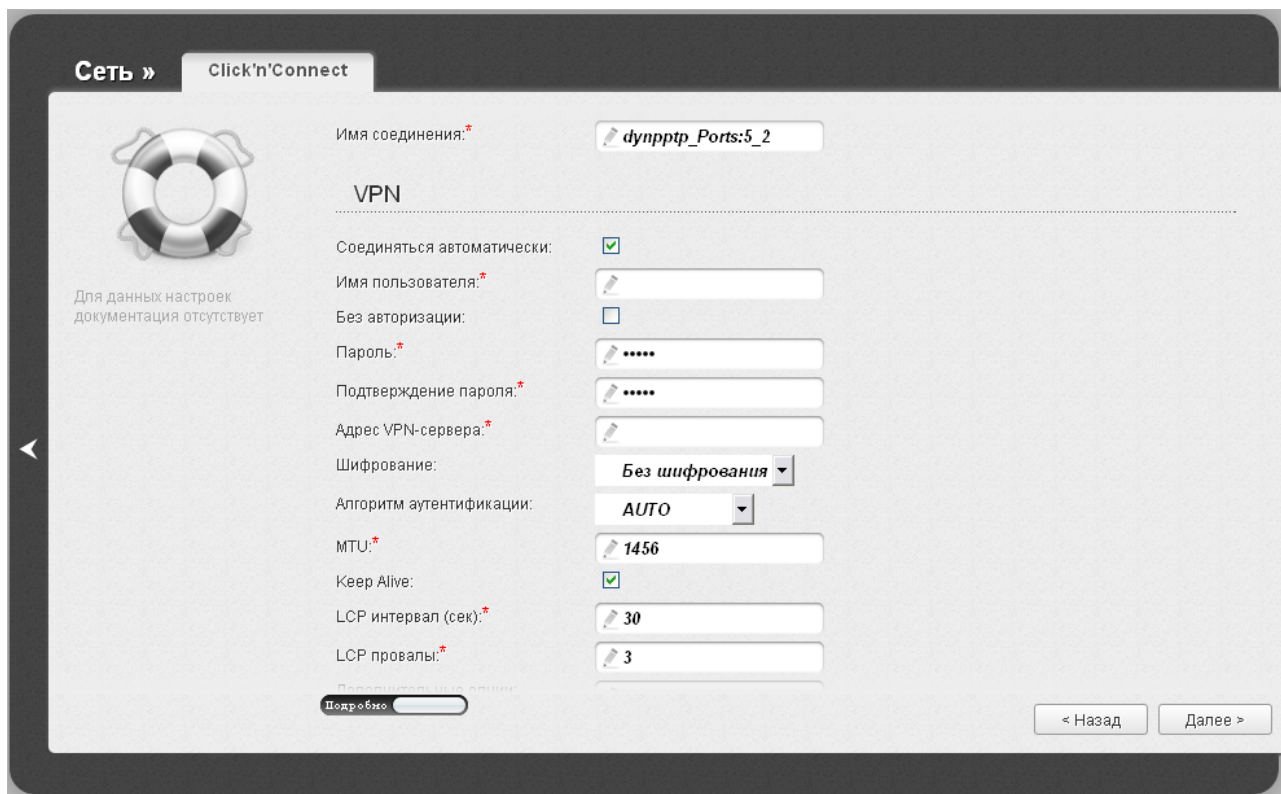 Сеть »
Click'n'Connect
Имя соединения:*
dynpptp_Ports:5_2
VPN
Соединяться автоматически:
Имя пользователя:*
Для данных настроек
документация отсутствует
Без авторизации:
Пароль:*
•••••
Подтверждение пароля:*
•••••
Адрес VPN-сервера:*
Шифрование:
Без шифрования
Алгоритм аутентификации:
AUTO
MTU:*
1456
Keep Alive:
LCP интервал (сек):*
30
LCP провалы:*
3
Дополнительные опции:
Подробно
< Назад
Далее >